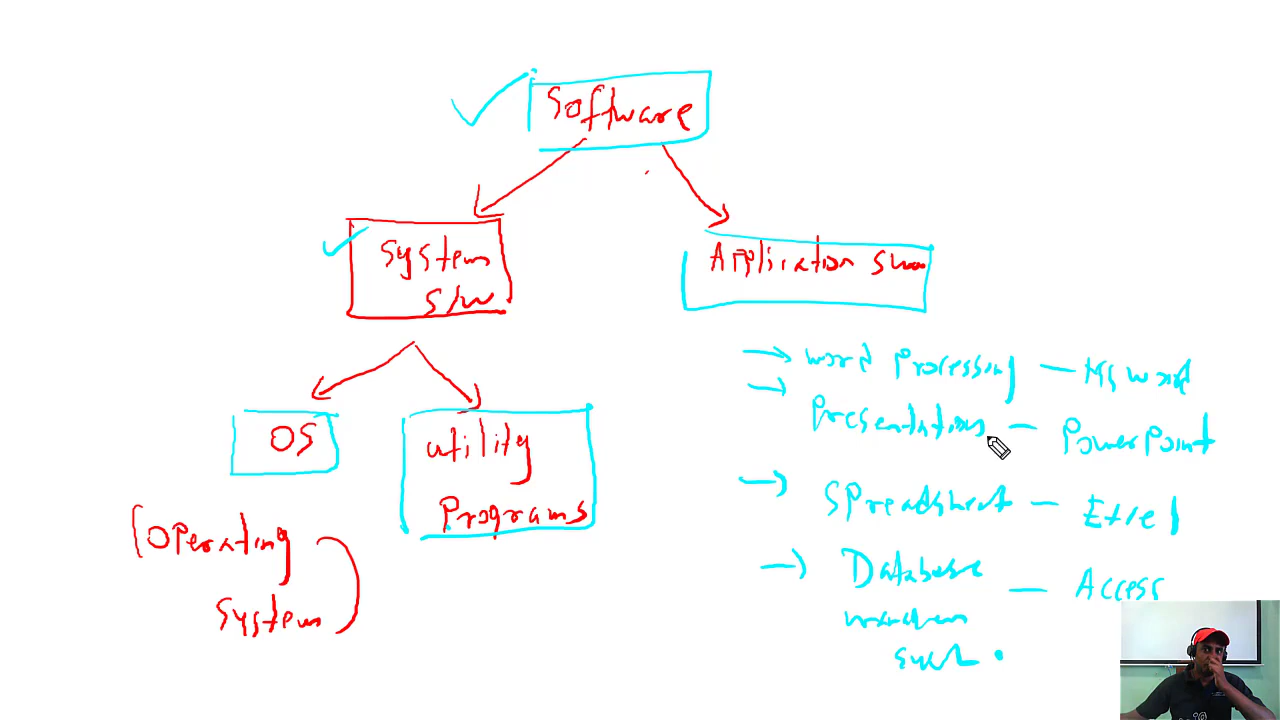 Software
System
S/W
Application S/w
OS
utility
Programs
(Operating
System)
→ Word Processing — MS Word
→ Presentations — PowerPoint
→ SPreadsheet — Excel
→ Database — Access